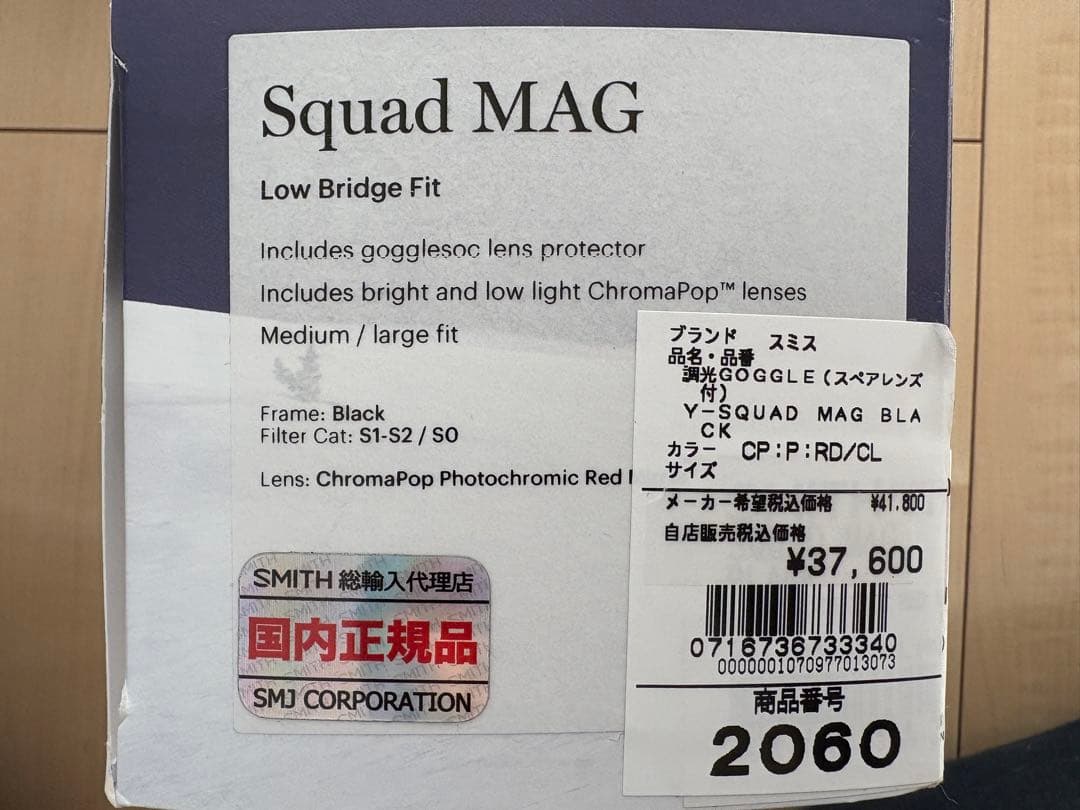 Squad MAG
Low Bridge Fit
Includes gogglesoc lens protector
Includes bright and low light ChromaPop™ lenses
Medium / large fit
Frame: Black
Filter Cat: S1-S2 / S0
Lens: ChromaPop Photochromic Red
SMITH 総輸入代理店
国内正規品
SMJ CORPORATION
ブランド スミス
品名・品番
調光GOGGLE(スペアレンズ
付)
Y-SQUAD MAG BLA
CK
カラー CP:P:RD/CL
サイズ
メーカー希望税込価格 ¥41,800
自店販売税込価格
¥37,600
0716736733340
0000001070977013073
商品番号
2060